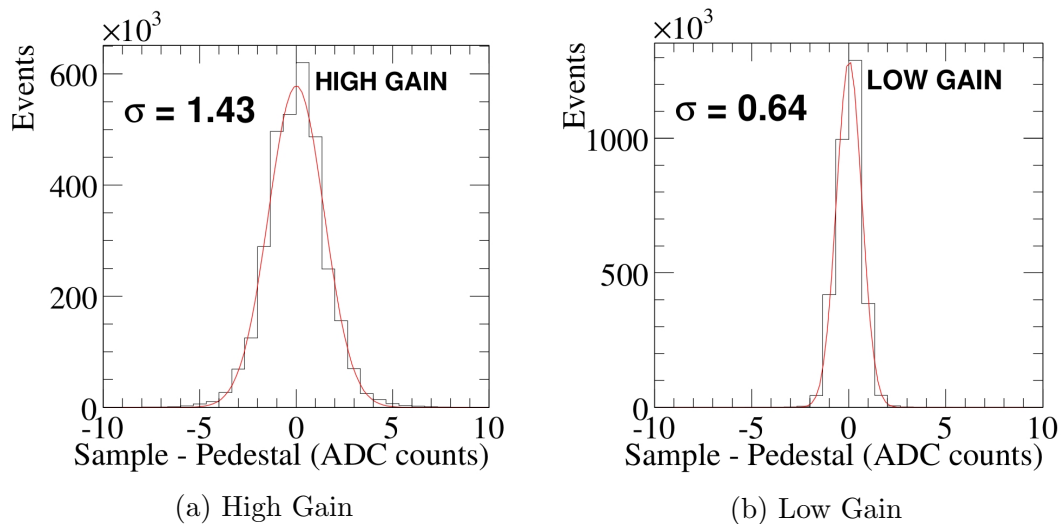 ×10³
Events
600
400
200
0
HIGH GAIN
σ = 1.43
-10 -5 0 5 10
Sample - Pedestal (ADC counts)
(a) High Gain
×10³
Events
1000
500
0
LOW GAIN
σ = 0.64
-10 -5 0 5 10
Sample - Pedestal (ADC counts)
(b) Low Gain